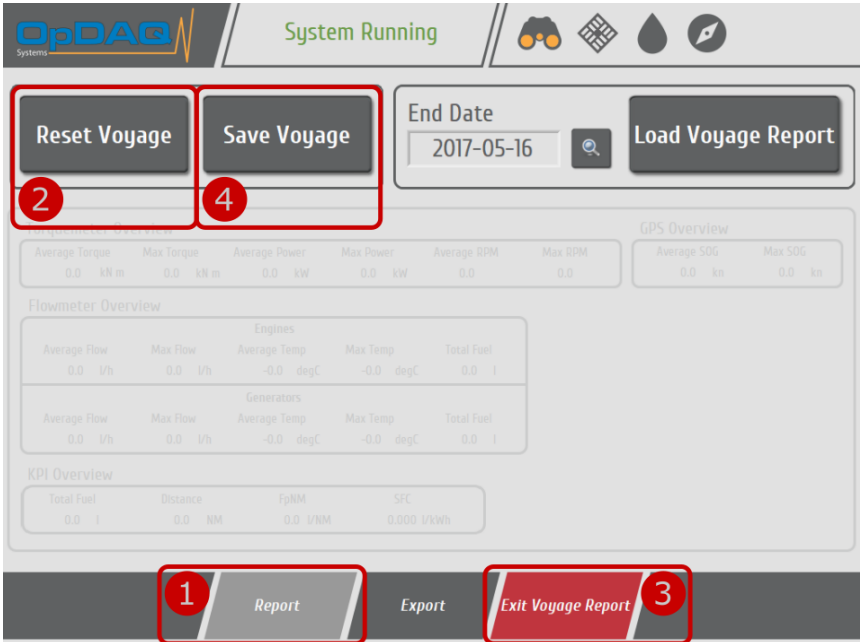 OpDAQ
Systems
System Running
Reset Voyage
Save Voyage
End Date
2017-05-16
Load Voyage Report
2
4
Torquemeter Overview
Average Torque Max Torque Average Power Max Power Average RPM Max RPM
0.0 kN m 0.0 kN m 0.0 kW 0.0 kW 0.0 0.0
GPS Overview
Average SOG Max SOG
0.0 kn 0.0 kn
Flowmeter Overview
Engines
Average Flow Max Flow Average Temp Max Temp Total Fuel
0.0 l/h 0.0 l/h -0.0 degC -0.0 degC 0.0 l
Generators
Average Flow Max Flow Average Temp Max Temp Total Fuel
0.0 l/h 0.0 l/h -0.0 degC -0.0 degC 0.0 l
KPI Overview
Total Fuel Distance FpNM SFC
0.0 l 0.0 NM 0.0 l/NM 0.000 l/kWh
1
Report
Export
Exit Voyage Report
3